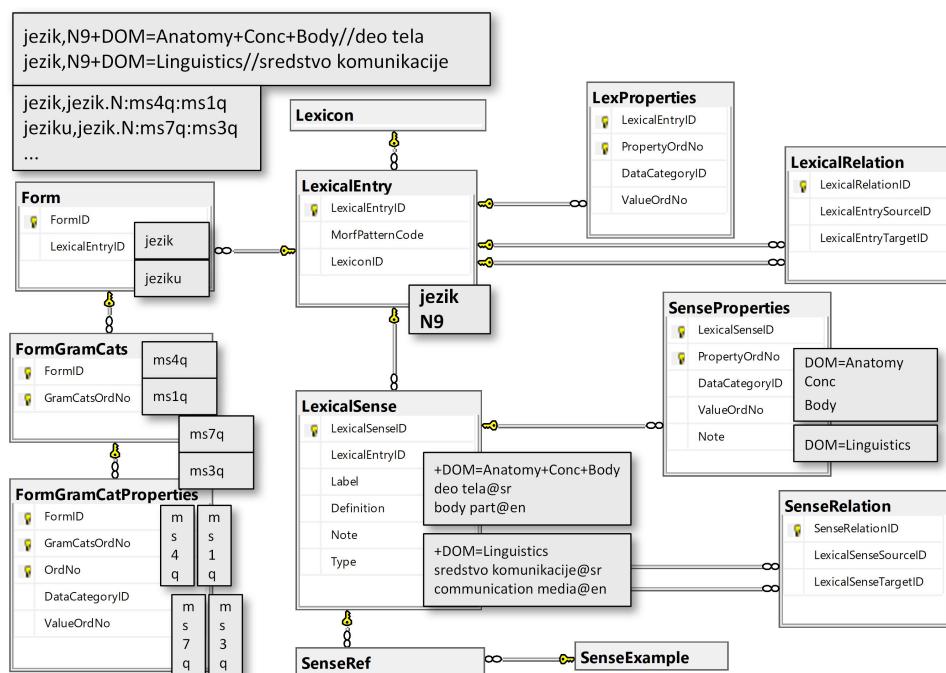 jezik,N9+DOM=Anatomy+Conc+Body//deo tela
jezik,N9+DOM=Linguistics//sredstvo komunikacije
jezik,jezik.N:ms4q:ms1q
jeziku,jezik.N:ms7q:ms3q
...
Lexicon
LexProperties
LexicalEntryID
PropertyOrdNo
DataCategoryID
ValueOrdNo
LexicalRelation
LexicalRelationID
LexicalEntrySourceID
LexicalEntryTargetID
Form
FormID
LexicalEntryID
jezik
jeziku
LexicalEntry
LexicalEntryID
MorfPatternCode
LexiconID
jezik
N9
FormGramCats
FormID
GramCatsOrdNo
ms4q
ms1q
ms7q
ms3q
SenseProperties
LexicalSenseID
PropertyOrdNo
DataCategoryID
ValueOrdNo
Note
DOM=Anatomy
Conc
Body
DOM=Linguistics
LexicalSense
LexicalSenseID
LexicalEntryID
Label
Definition
Note
Type
+DOM=Anatomy+Conc+Body
deo tela@sr
body part@en
+DOM=Linguistics
sredstvo komunikacije@sr
communication media@en
FormGramCatProperties
FormID
GramCatsOrdNo
OrdNo
DataCategoryID
ValueOrdNo
m
s
4
q
m
s
1
q
m
s
7
q
m
s
3
q
SenseRelation
SenseRelationID
LexicalSenseSourceID
LexicalSenseTargetID
SenseRef
SenseExample